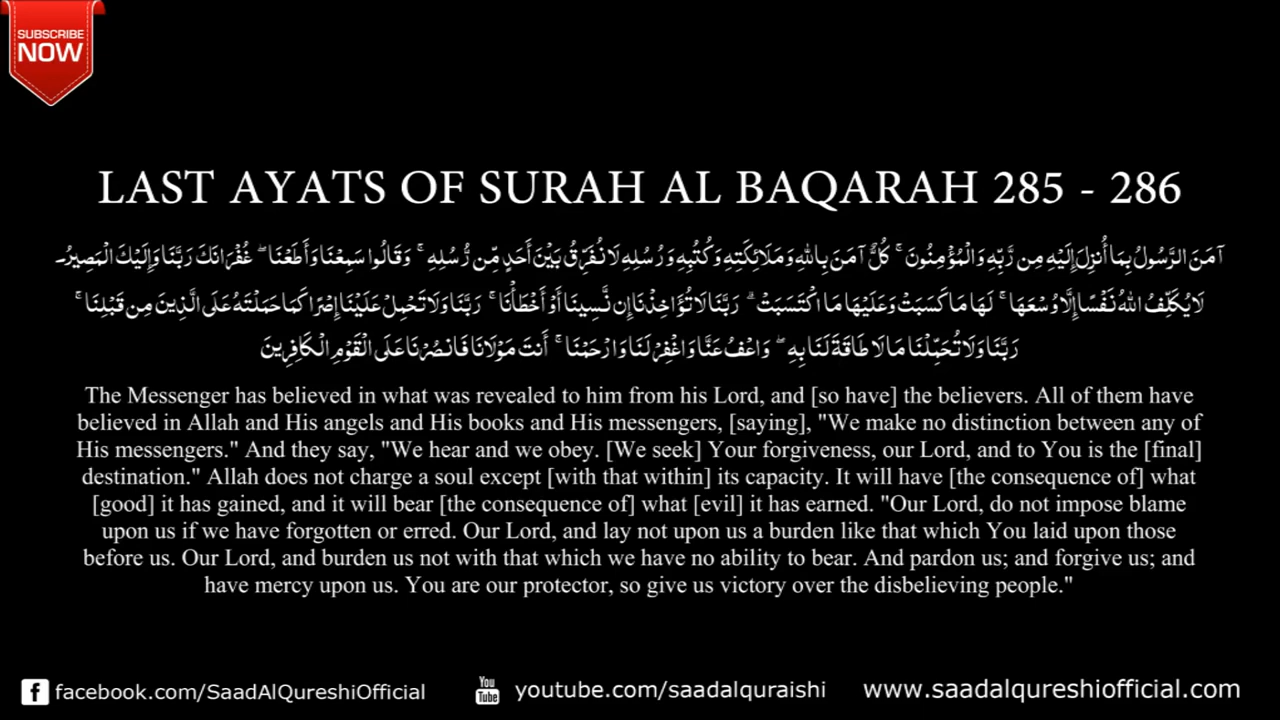 SUBSCRIBE
NOW
LAST AYATS OF SURAH AL BAQARAH 285 - 286
آمَنَ الرَّسُولُ بِمَا أُنزِلَ إِلَيْهِ مِن رَّبِّهِ وَالْمُؤْمِنُونَ ۚ كُلٌّ آمَنَ بِاللَّهِ وَمَلَائِكَتِهِ وَكُتُبِهِ وَرُسُلِهِ لَا نُفَرِّقُ بَيْنَ أَحَدٍ مِّن رُّسُلِهِ ۚ وَقَالُوا سَمِعْنَا وَأَطَعْنَا ۖ غُفْرَانَكَ رَبَّنَا وَإِلَيْكَ الْمَصِيرُ
لَا يُكَلِّفُ اللَّهُ نَفْسًا إِلَّا وُسْعَهَا ۚ لَهَا مَا كَسَبَتْ وَعَلَيْهَا مَا اكْتَسَبَتْ ۗ رَبَّنَا لَا تُؤَاخِذْنَا إِن نَّسِينَا أَوْ أَخْطَأْنَا ۚ رَبَّنَا وَلَا تَحْمِلْ عَلَيْنَا إِصْرًا كَمَا حَمَلْتَهُ عَلَى الَّذِينَ مِن قَبْلِنَا ۚ
رَبَّنَا وَلَا تُحَمِّلْنَا مَا لَا طَاقَةَ لَنَا بِهِ ۖ وَاعْفُ عَنَّا وَاغْفِرْ لَنَا وَارْحَمْنَا ۚ أَنتَ مَوْلَانَا فَانصُرْنَا عَلَى الْقَوْمِ الْكَافِرِينَ
The Messenger has believed in what was revealed to him from his Lord, and [so have] the believers. All of them have
believed in Allah and His angels and His books and His messengers, [saying], "We make no distinction between any of
His messengers." And they say, "We hear and we obey. [We seek] Your forgiveness, our Lord, and to You is the [final]
destination." Allah does not charge a soul except [with that within] its capacity. It will have [the consequence of] what
[good] it has gained, and it will bear [the consequence of] what [evil] it has earned. "Our Lord, do not impose blame
upon us if we have forgotten or erred. Our Lord, and lay not upon us a burden like that which You laid upon those
before us. Our Lord, and burden us not with that which we have no ability to bear. And pardon us; and forgive us; and
have mercy upon us. You are our protector, so give us victory over the disbelieving people."
facebook.com/SaadAlQureshiOfficial
You
Tube
youtube.com/saadalquraishi
www.saadalqureshiofficial.com